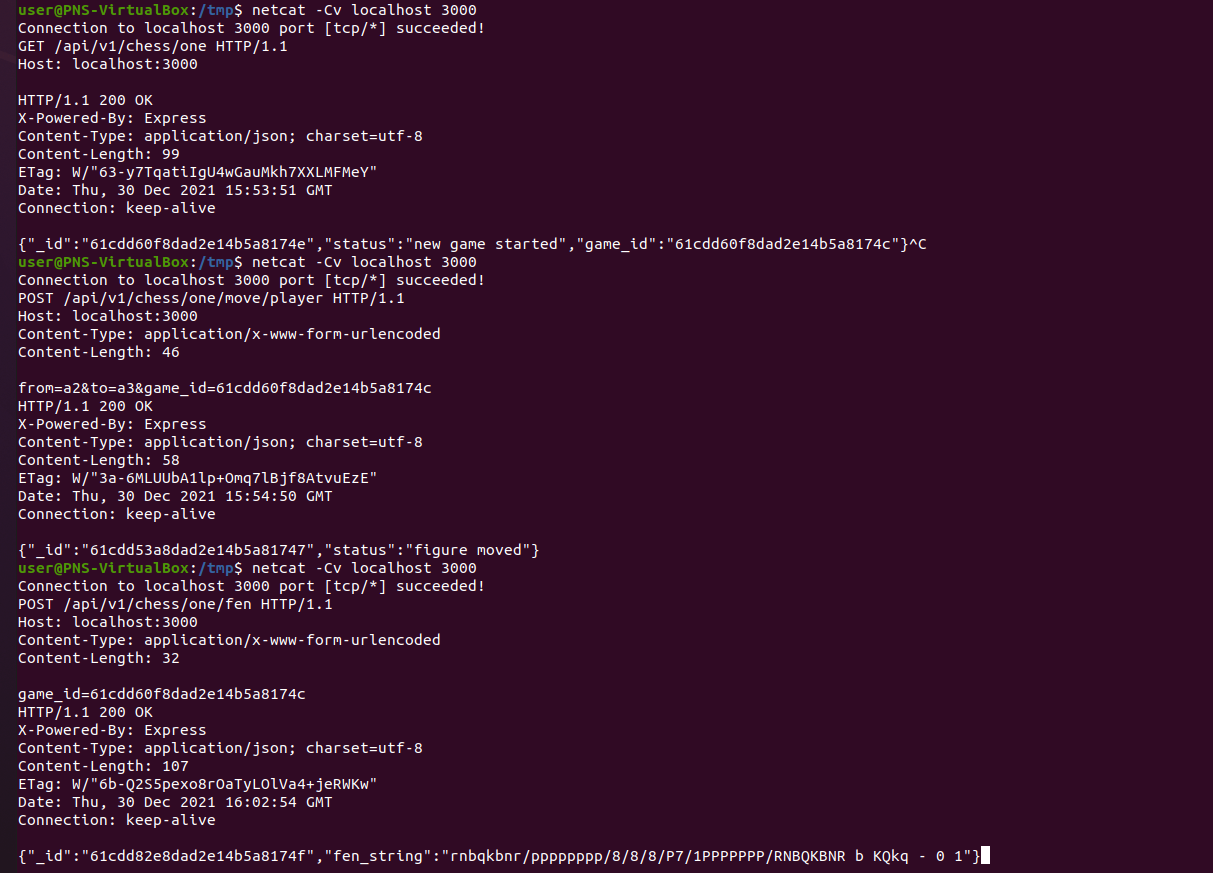 user@PNS-VirtualBox:/tmp$ netcat -Cv localhost 3000
Connection to localhost 3000 port [tcp/*] succeeded!
GET /api/v1/chess/one HTTP/1.1
Host: localhost:3000
HTTP/1.1 200 OK
X-Powered-By: Express
Content-Type: application/json; charset=utf-8
Content-Length: 99
ETag: W/"63-y7TqatiIgU4wGauMkh7XXLMFMeY"
Date: Thu, 30 Dec 2021 15:53:51 GMT
Connection: keep-alive
{"_id":"61cdd60f8dad2e14b5a8174e","status":"new game started","game_id":"61cdd60f8dad2e14b5a8174c"}^C
user@PNS-VirtualBox:/tmp$ netcat -Cv localhost 3000
Connection to localhost 3000 port [tcp/*] succeeded!
POST /api/v1/chess/one/move/player HTTP/1.1
Host: localhost:3000
Content-Type: application/x-www-form-urlencoded
Content-Length: 46
from=a2&to=a3&game_id=61cdd60f8dad2e14b5a8174c
HTTP/1.1 200 OK
X-Powered-By: Express
Content-Type: application/json; charset=utf-8
Content-Length: 58
ETag: W/"3a-6MLUUbA1lp+Omq7lBjf8AtvuEzE"
Date: Thu, 30 Dec 2021 15:54:50 GMT
Connection: keep-alive
{"_id":"61cdd53a8dad2e14b5a81747","status":"figure moved"}
user@PNS-VirtualBox:/tmp$ netcat -Cv localhost 3000
Connection to localhost 3000 port [tcp/*] succeeded!
POST /api/v1/chess/one/fen HTTP/1.1
Host: localhost:3000
Content-Type: application/x-www-form-urlencoded
Content-Length: 32
game_id=61cdd60f8dad2e14b5a8174c
HTTP/1.1 200 OK
X-Powered-By: Express
Content-Type: application/json; charset=utf-8
Content-Length: 107
ETag: W/"6b-Q2S5pexo8rOaTyLOlVa4+jeRWKw"
Date: Thu, 30 Dec 2021 16:02:54 GMT
Connection: keep-alive
{"_id":"61cdd82e8dad2e14b5a8174f","fen_string":"rnbqkbnr/pppppppp/8/8/8/P7/1PPPPPPP/RNBQKBNR b KQkq - 0 1"}